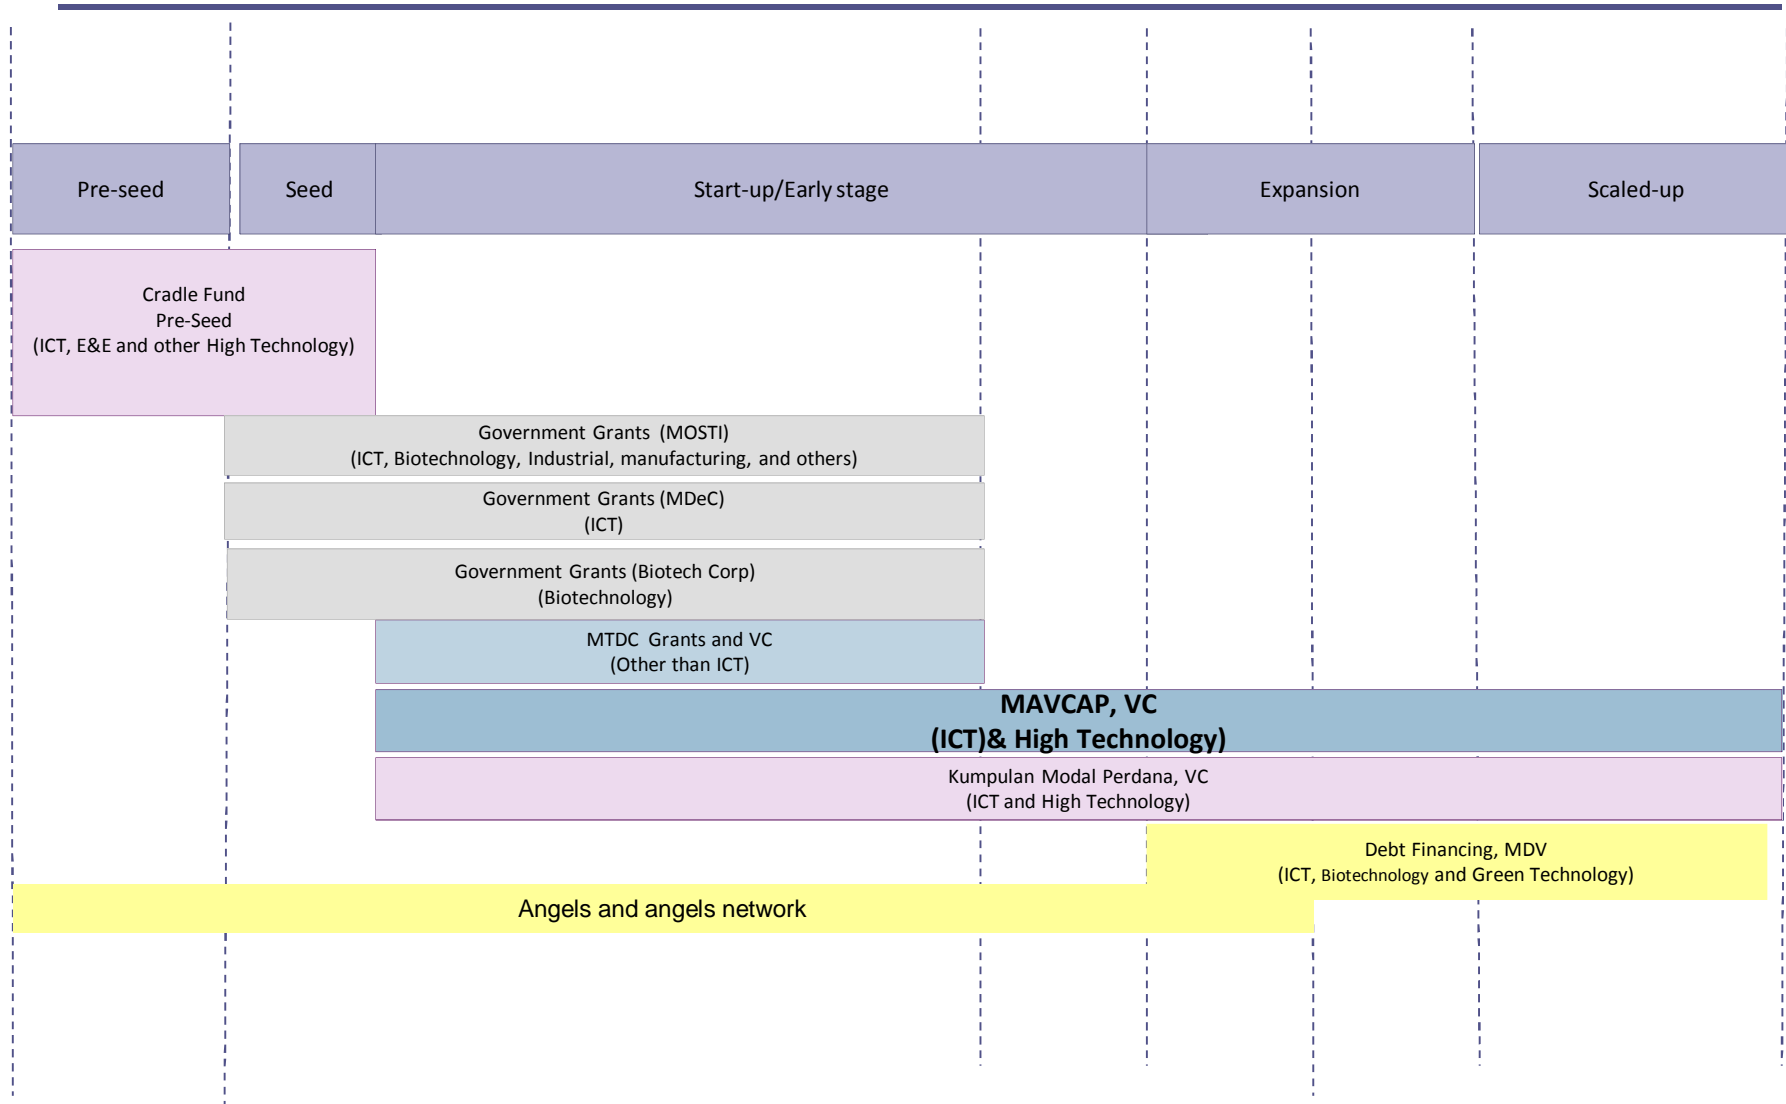 Pre-seed
Seed
Start-up/Early stage
Expansion
Scaled-up
Cradle Fund
Pre-Seed
(ICT, E&E and other High Technology)
Government Grants (MOSTI)
(ICT, Biotechnology, Industrial, manufacturing, and others)
Government Grants (MDeC)
(ICT)
Government Grants (Biotech Corp)
(Biotechnology)
MTDC Grants and VC
(Other than ICT)
MAVCAP, VC
(ICT)& High Technology)
Kumpulan Modal Perdana, VC
(ICT and High Technology)
Debt Financing, MDV
(ICT, Biotechnology and Green Technology)
Angels and angels network